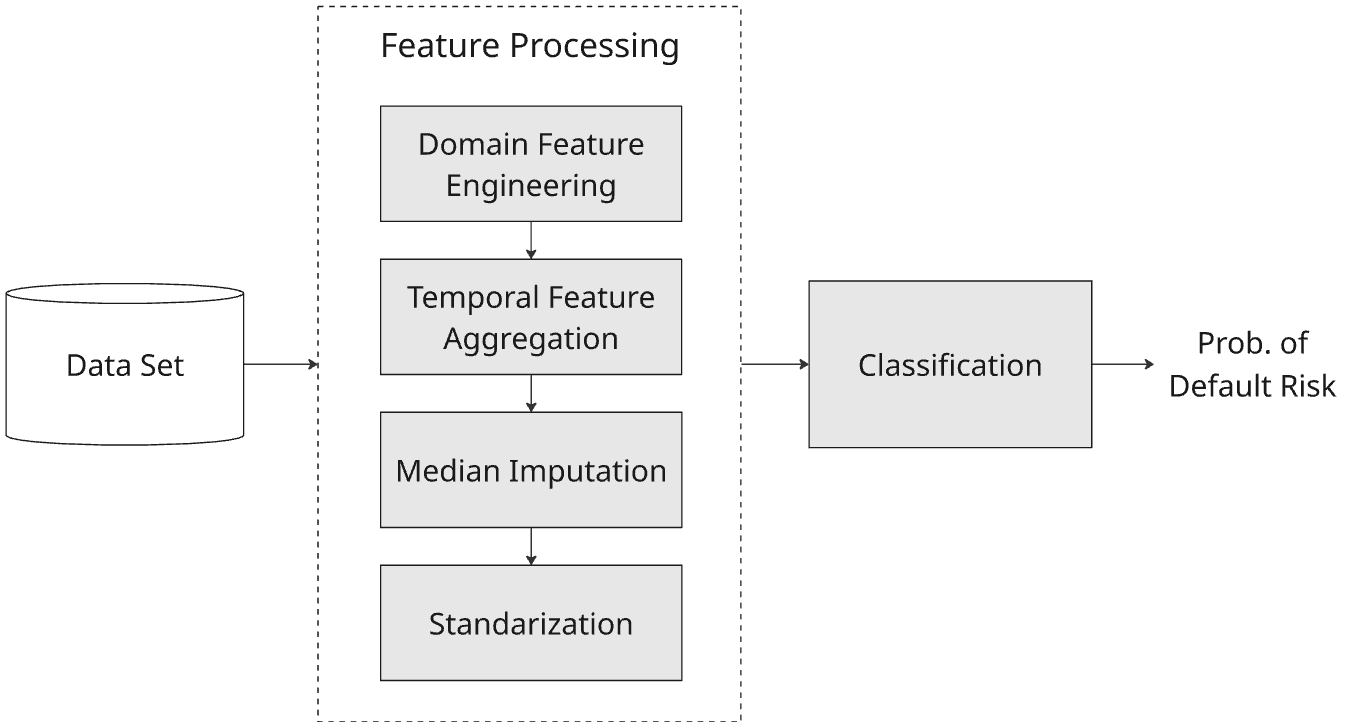 Feature Processing
Domain Feature
Engineering
Temporal Feature
Aggregation
Median Imputation
Standarization
Data Set
Classification
Prob. of
Default Risk